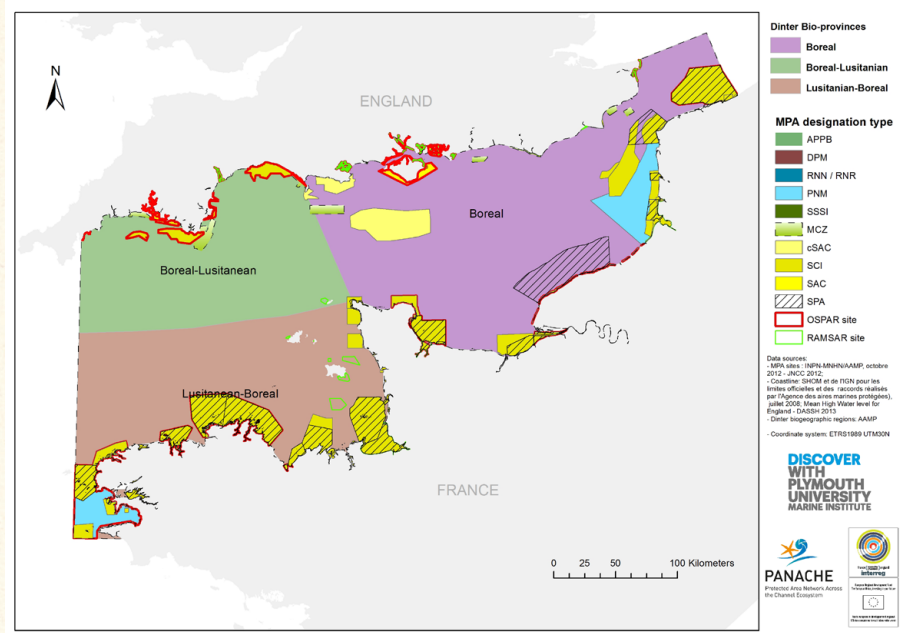 N
ENGLAND
Boreal
Boreal-Lusitanean
Lusitanean-Boreal
FRANCE
0 25 50 100 Kilometers
Dinter Bio-provinces
Boreal
Boreal-Lusitanian
Lusitanian-Boreal
MPA designation type
APPB
DPM
RNN / RNR
PNM
SSSI
MCZ
cSAC
SCI
SAC
SPA
OSPAR site
RAMSAR site
Data sources:
- MPA sites : INPN-MNHN/AAMP, octobre
2012 - JNCC 2012;
- Coastline: SHOM et de l'IGN pour les
limites officielles et des raccords réalisés
par l'Agence des aires marines protégées),
juillet 2008; Mean High Water level for
England - DASSH 2013
- Dinter biogeographic regions: AAMP
- Coordinate system: ETRS1989 UTM30N
DISCOVER
WITH
PLYMOUTH
UNIVERSITY
MARINE INSTITUTE
PANACHE
Protected Area Network Across
the Channel Ecosystem
interreg